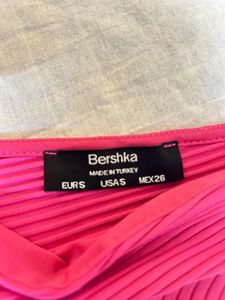 Bershka
MADE IN TURKEY
EUR S USA S MEX 26